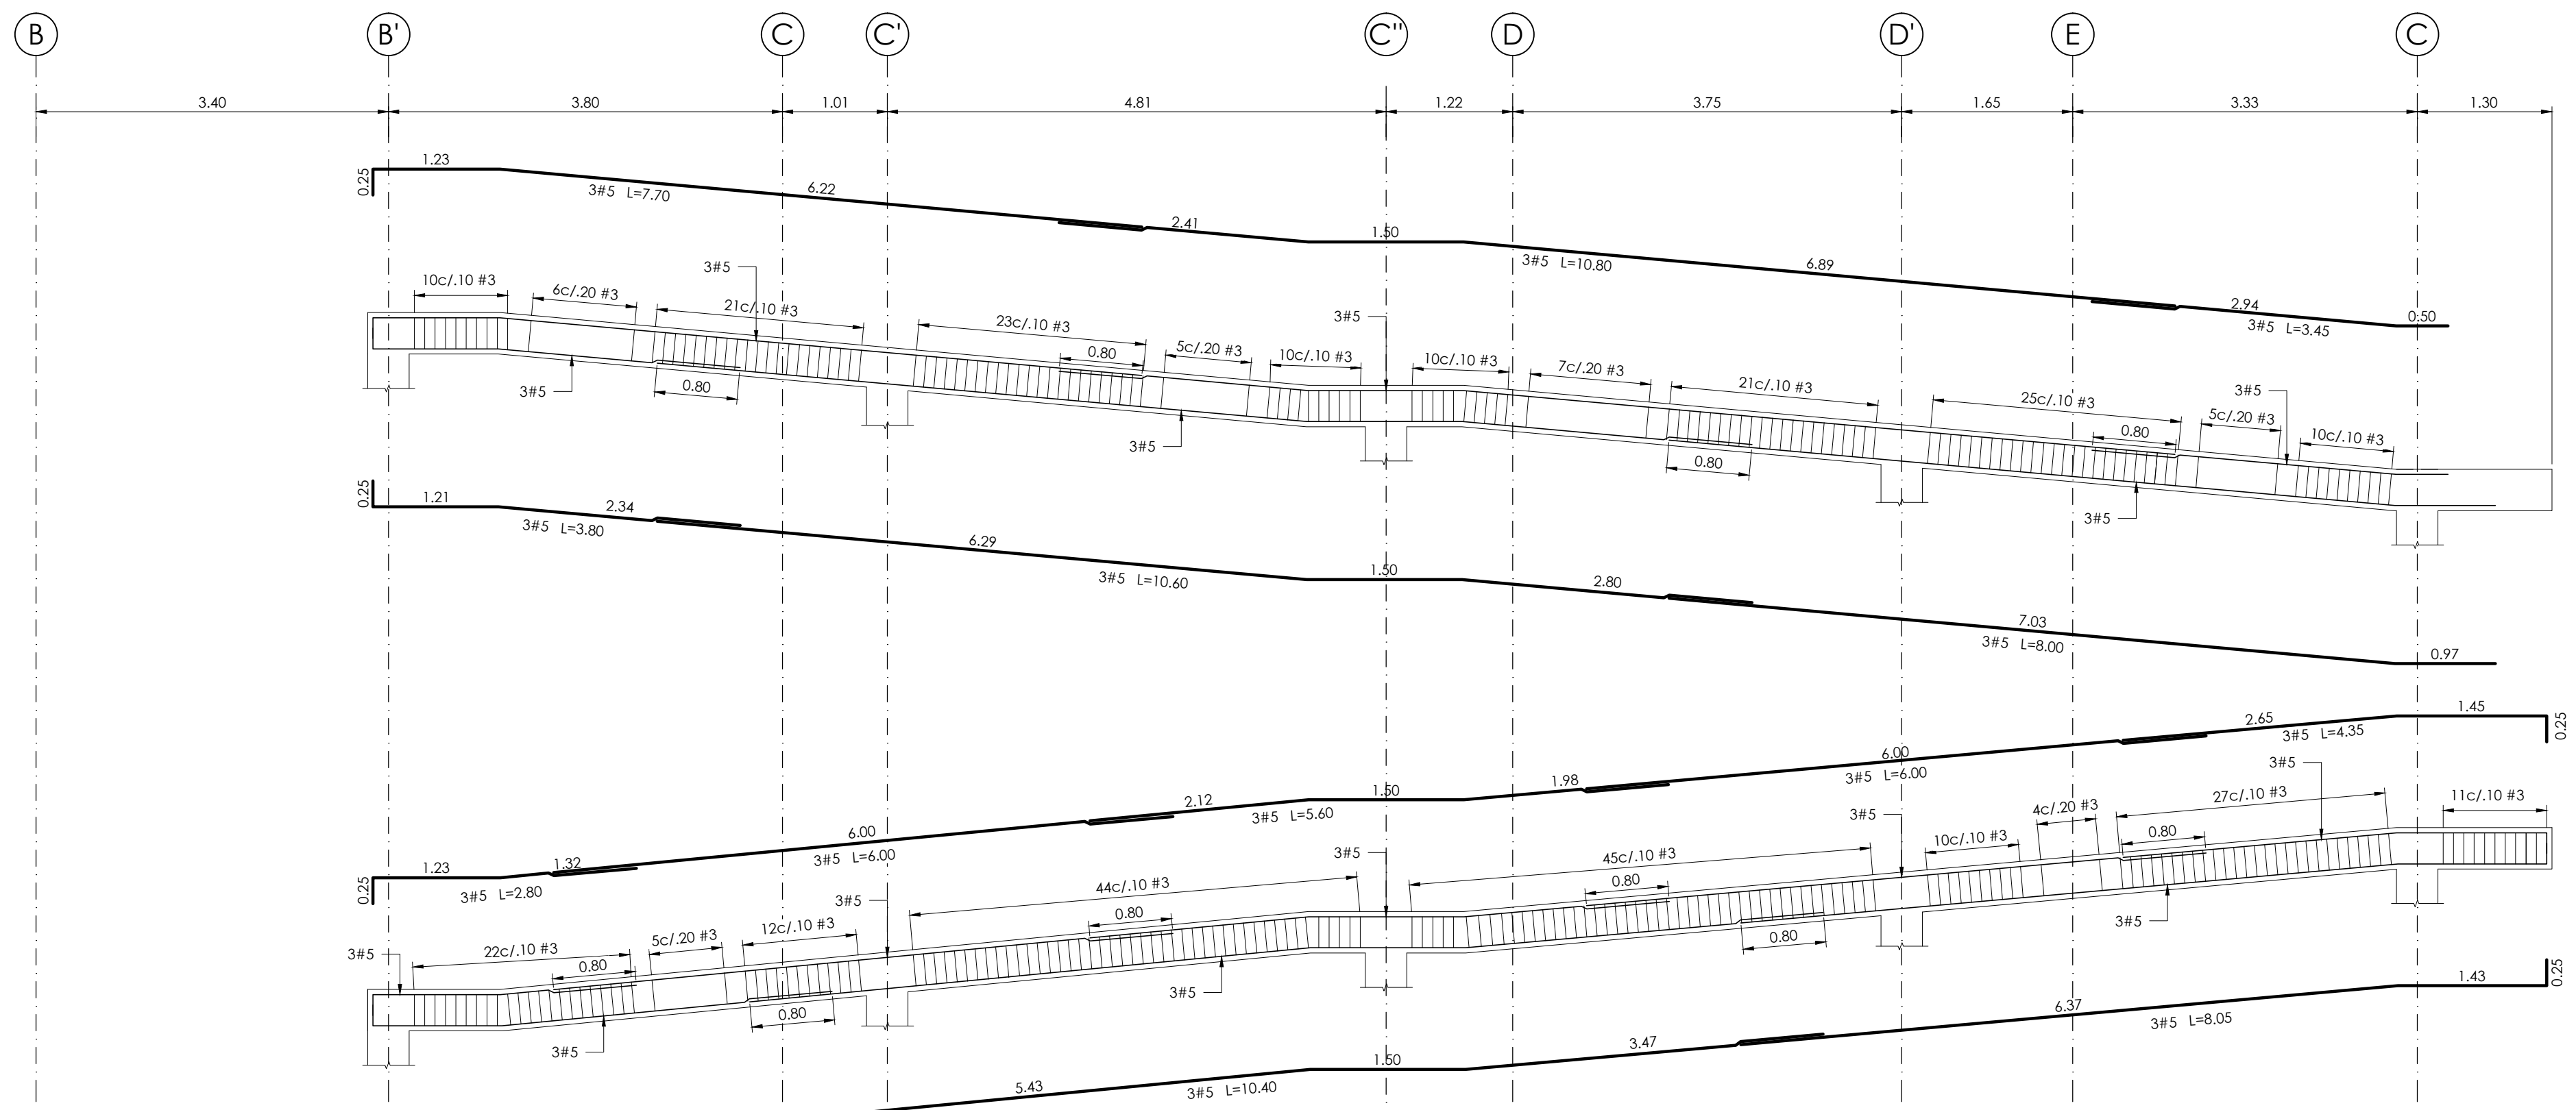 B B' C C' C" D D' E C
3.40 3.80 1.01 4.81 1.22 3.75 1.65 3.33 1.30
0.25 1.23
3#5 L=7.70
6.22
2.41
1.50
3#5 L=10.80
6.89
2.94
3#5 L=3.45
0.50
10c/.10 #3
6c/.20 #3
3#5
21c/.10 #3
23c/.10 #3
0.80
5c/.20 #3
10c/.10 #3
3#5
10c/.10 #3
7c/.20 #3
21c/.10 #3
25c/.10 #3
0.80
3#5
5c/.20 #3
10c/.10 #3
3#5
0.80
3#5
0.80
3#5
0.25 1.21
3#5 L=3.80
2.34
6.29
3#5 L=10.60
1.50
2.80
7.03
3#5 L=8.00
0.97
0.25 1.23
3#5 L=2.80
1.32
6.00
3#5 L=6.00
2.12
3#5 L=5.60
1.50
1.98
6.00
3#5 L=6.00
2.65
3#5 L=4.35
1.45
0.25
3#5
22c/.10 #3
0.80
5c/.20 #3
12c/.10 #3
3#5
44c/.10 #3
0.80
3#5
45c/.10 #3
0.80
3#5
10c/.10 #3
4c/.20 #3
27c/.10 #3
0.80
3#5
11c/.10 #3
3#5
0.80
3#5
0.80
3#5
5.43
3#5 L=10.40
1.50
3.47
6.37
3#5 L=8.05
1.43
0.25